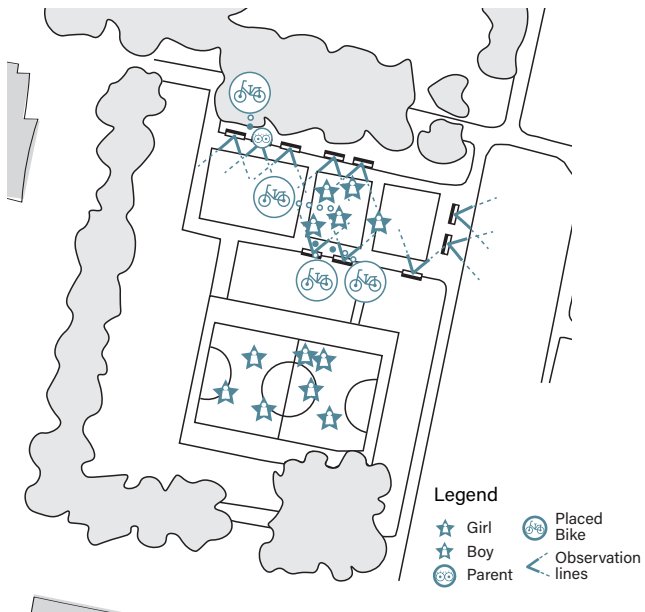 Legend
Girl
Boy
Parent
Placed
Bike
Observation
lines